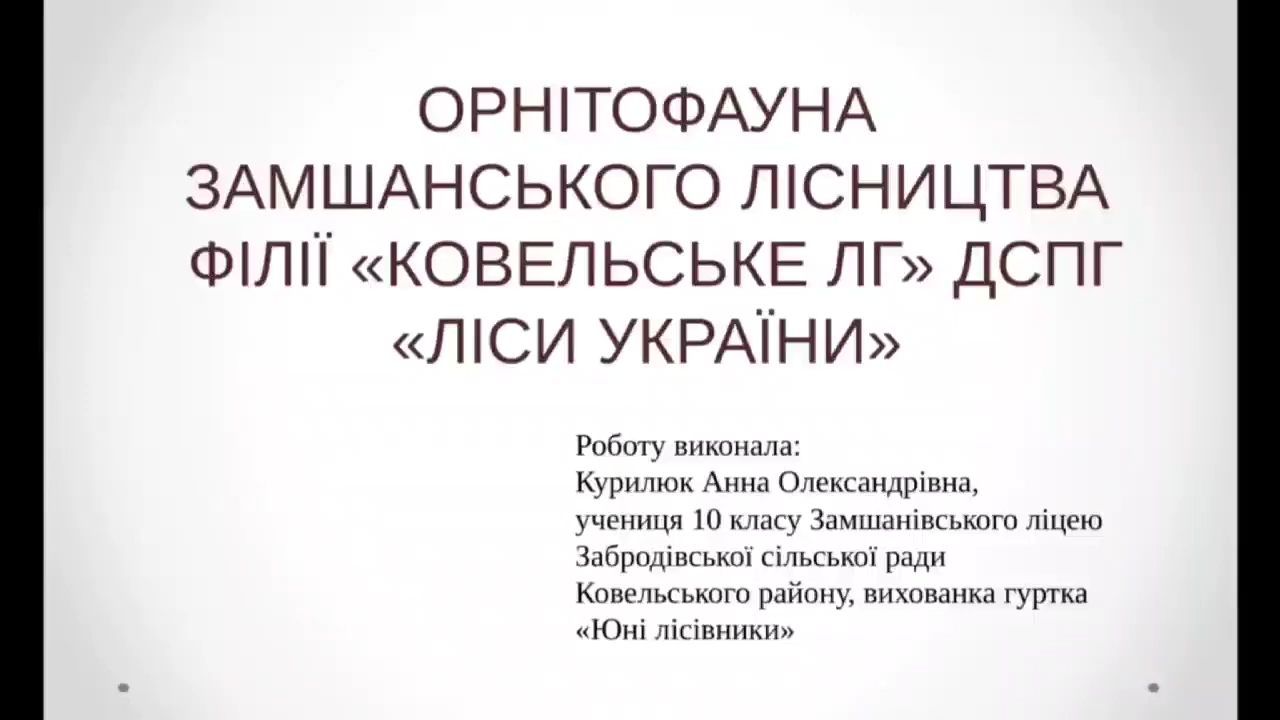 ОРНІТОФАУНА
ЗАМШАНСЬКОГО ЛІСНИЦТВА
ФІЛІЇ «КОВЕЛЬСЬКЕ ЛГ» ДСПГ
«ЛІСИ УКРАЇНИ»
Роботу виконала:
Курилюк Анна Олександрівна,
учениця 10 класу Замшанівського ліцею
Забродівської сільської ради
Ковельського району, вихованка гуртка
«Юні лісівники»